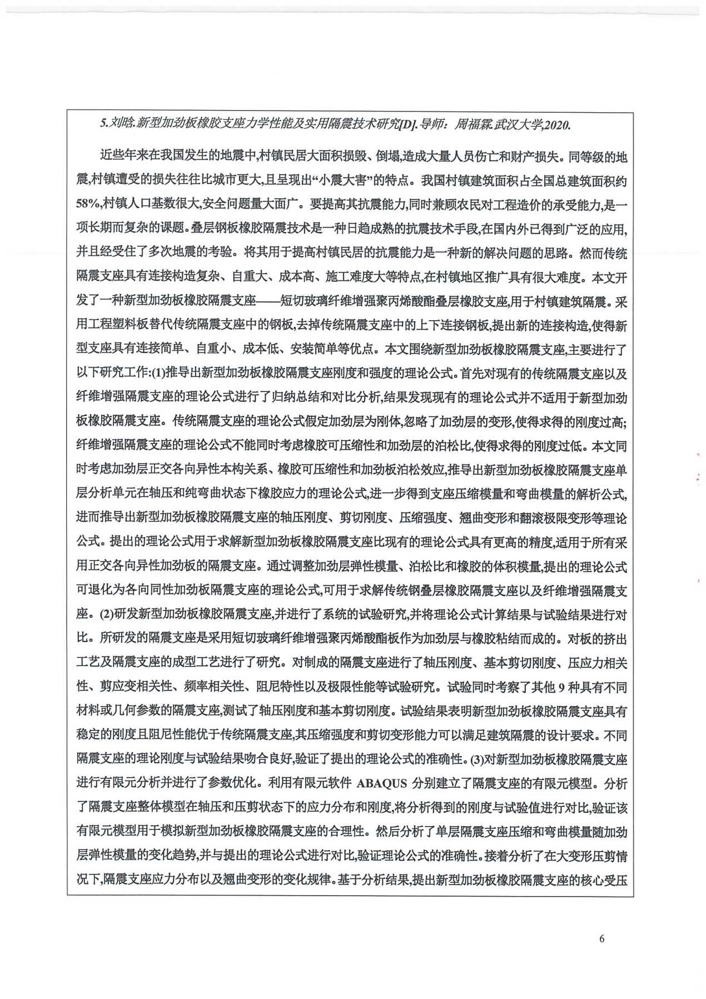 5.刘晗.新型加劲板橡胶支座力学性能及实用隔震技术研究[D].导师：周福霖.武汉大学,2020.
近些年来在我国发生的地震中,村镇民居大面积损毁、倒塌,造成大量人员伤亡和财产损失。同等级的地
震,村镇遭受的损失往往比城市更大,且呈现出“小震大害”的特点。我国村镇建筑面积占全国总建筑面积约
58%,村镇人口基数很大,安全问题量大面广。要提高其抗震能力,同时兼顾农民对工程造价的承受能力,是一
项长期而复杂的课题。叠层钢板橡胶隔震技术是一种日趋成熟的抗震技术手段,在国内外已得到广泛的应用,
并且经受住了多次地震的考验。将其用于提高村镇民居的抗震能力是一种新的解决问题的思路。然而传统
隔震支座具有连接构造复杂、自重大、成本高、施工难度大等特点,在村镇地区推广具有很大难度。本文开
发了一种新型加劲板橡胶隔震支座——短切玻璃纤维增强聚丙烯酸酯叠层橡胶支座,用于村镇建筑隔震。采
用工程塑料板替代传统隔震支座中的钢板,去掉传统隔震支座中的上下连接钢板,提出新的连接构造,使得新
型支座具有连接简单、自重小、成本低、安装简单等优点。本文围绕新型加劲板橡胶隔震支座,主要进行了
以下研究工作:(1)推导出新型加劲板橡胶隔震支座刚度和强度的理论公式。首先对现有的传统隔震支座以及
纤维增强隔震支座的理论公式进行了归纳总结和对比分析,结果发现现有的理论公式并不适用于新型加劲
板橡胶隔震支座。传统隔震支座的理论公式假定加劲层为刚体,忽略了加劲层的变形,使得求得的刚度过高;
纤维增强隔震支座的理论公式不能同时考虑橡胶可压缩性和加劲层的泊松比,使得求得的刚度过低。本文同
时考虑加劲层正交各向异性本构关系、橡胶可压缩性和加劲板泊松效应,推导出新型加劲板橡胶隔震支座单
层分析单元在轴压和纯弯曲状态下橡胶应力的理论公式,进一步得到支座压缩模量和弯曲模量的解析公式,
进而推导出新型加劲板橡胶隔震支座的轴压刚度、剪切刚度、压缩强度、翘曲变形和翻滚极限变形等理论
公式。提出的理论公式用于求解新型加劲板橡胶隔震支座比现有的理论公式具有更高的精度,适用于所有采
用正交各向异性加劲板的隔震支座。通过调整加劲层弹性模量、泊松比和橡胶的体积模量,提出的理论公式
可退化为各向同性加劲板隔震支座的理论公式,可用于求解传统钢叠层橡胶隔震支座以及纤维增强隔震支
座。(2)研发新型加劲板橡胶隔震支座,并进行了系统的试验研究,并将理论公式计算结果与试验结果进行对
比。所研发的隔震支座是采用短切玻璃纤维增强聚丙烯酸酯板作为加劲层与橡胶粘结而成的。对板的挤出
工艺及隔震支座的成型工艺进行了研究。对制成的隔震支座进行了轴压刚度、基本剪切刚度、压应力相关
性、剪应变相关性、频率相关性、阻尼特性以及极限性能等试验研究。试验同时考察了其他 9 种具有不同
材料或几何参数的隔震支座,测试了轴压刚度和基本剪切刚度。试验结果表明新型加劲板橡胶隔震支座具有
稳定的刚度且阻尼性能优于传统隔震支座,其压缩强度和剪切变形能力可以满足建筑隔震的设计要求。不同
隔震支座的理论刚度与试验结果吻合良好,验证了提出的理论公式的准确性。(3)对新型加劲板橡胶隔震支座
进行有限元分析并进行了参数优化。利用有限元软件 ABAQUS 分别建立了隔震支座的有限元模型。分析
了隔震支座整体模型在轴压和压剪状态下的应力分布和刚度,将分析得到的刚度与试验值进行对比,验证该
有限元模型用于模拟新型加劲板橡胶隔震支座的合理性。然后分析了单层隔震支座压缩和弯曲模量随加劲
层弹性模量的变化趋势,并与提出的理论公式进行对比,验证理论公式的准确性。接着分析了在大变形压剪情
况下,隔震支座应力分布以及翘曲变形的变化规律。基于分析结果,提出新型加劲板橡胶隔震支座的核心受压
6